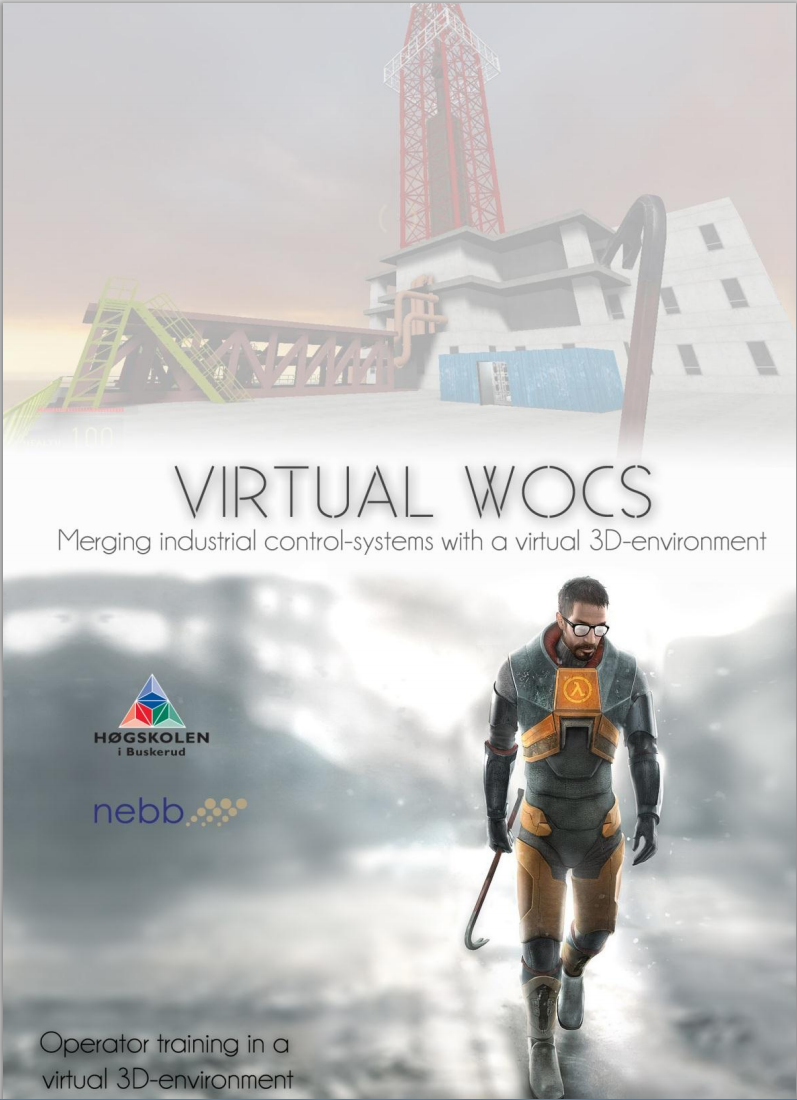 100
VIRTUAL WOCS
Merging industrial control-systems with a virtual 3D-environment
HØGSKOLEN
i Buskerud
nebb
Operator training in a
virtual 3D-environment